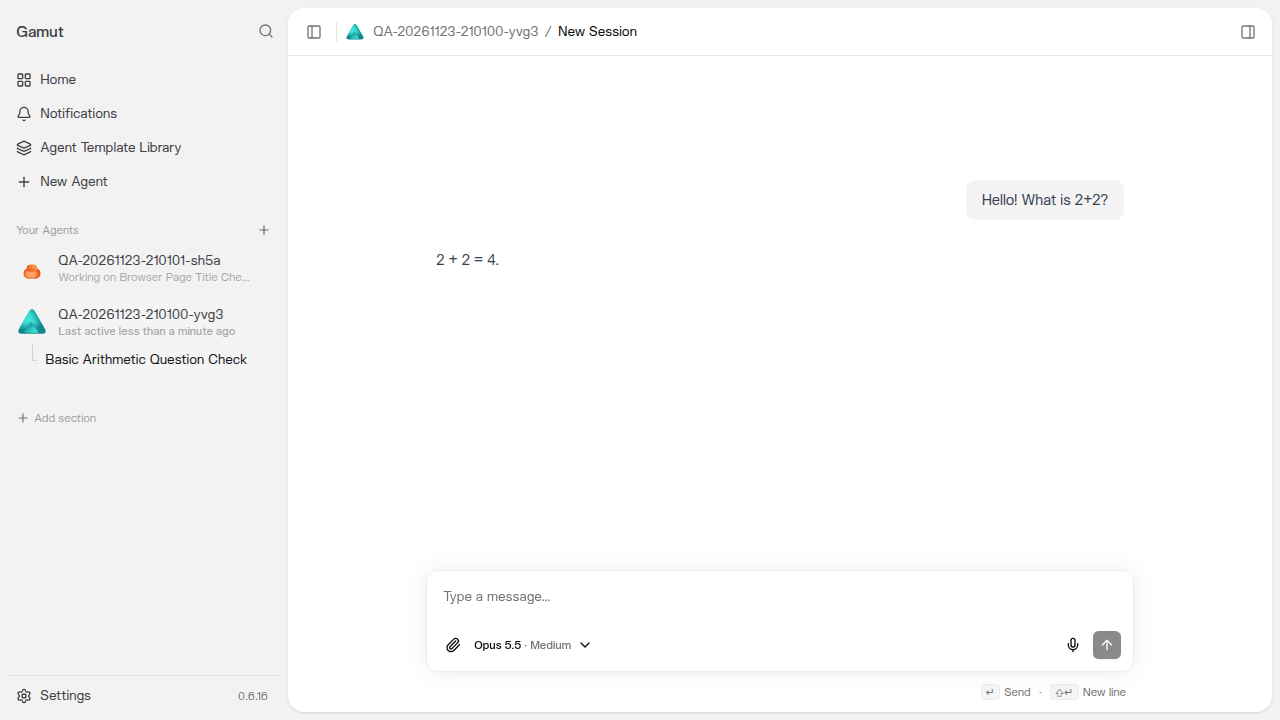 Gamut
Home
Notifications
Agent Template Library
New Agent
Your Agents
QA-20261123-210101-sh5a
Working on Browser Page Title Che...
QA-20261123-210100-yvg3
Last active less than a minute ago
Basic Arithmetic Question Check
Add section
Settings
0.6.16
QA-20261123-210100-yvg3 / New Session
Hello! What is 2+2?
2 + 2 = 4.
Type a message...
Opus 5.5 · Medium
↵ Send · ⇧↵ New line